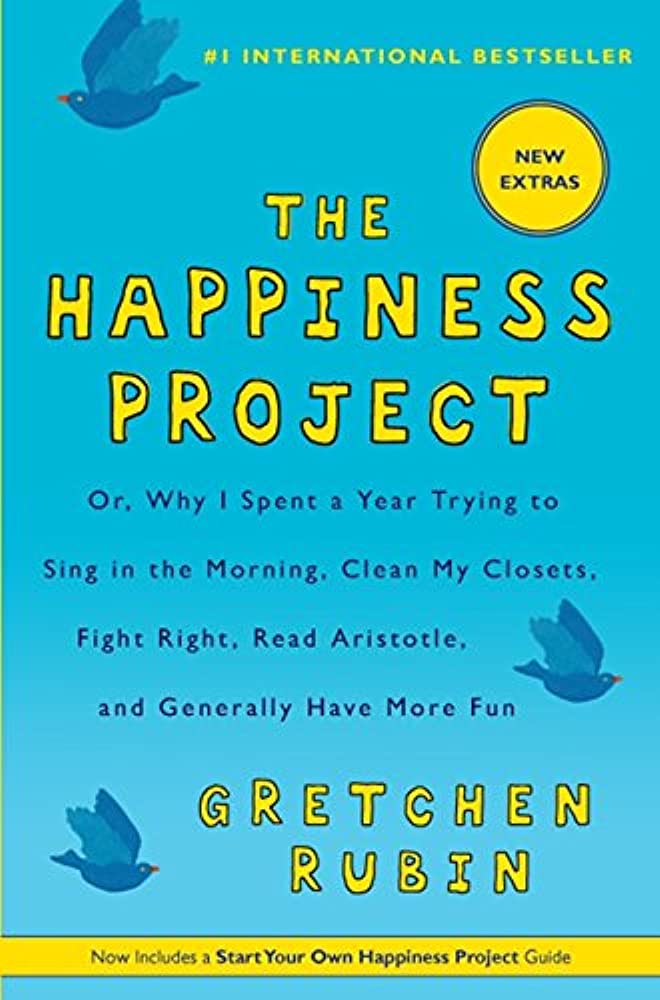 #1 INTERNATIONAL BESTSELLER
NEW
EXTRAS
THE
HAPPINESS
PROJECT
Or, Why I Spent a Year Trying to
Sing in the Morning, Clean My Closets,
Fight Right, Read Aristotle,
and Generally Have More Fun
GRETCHEN
RUBIN
Now Includes a Start Your Own Happiness Project Guide